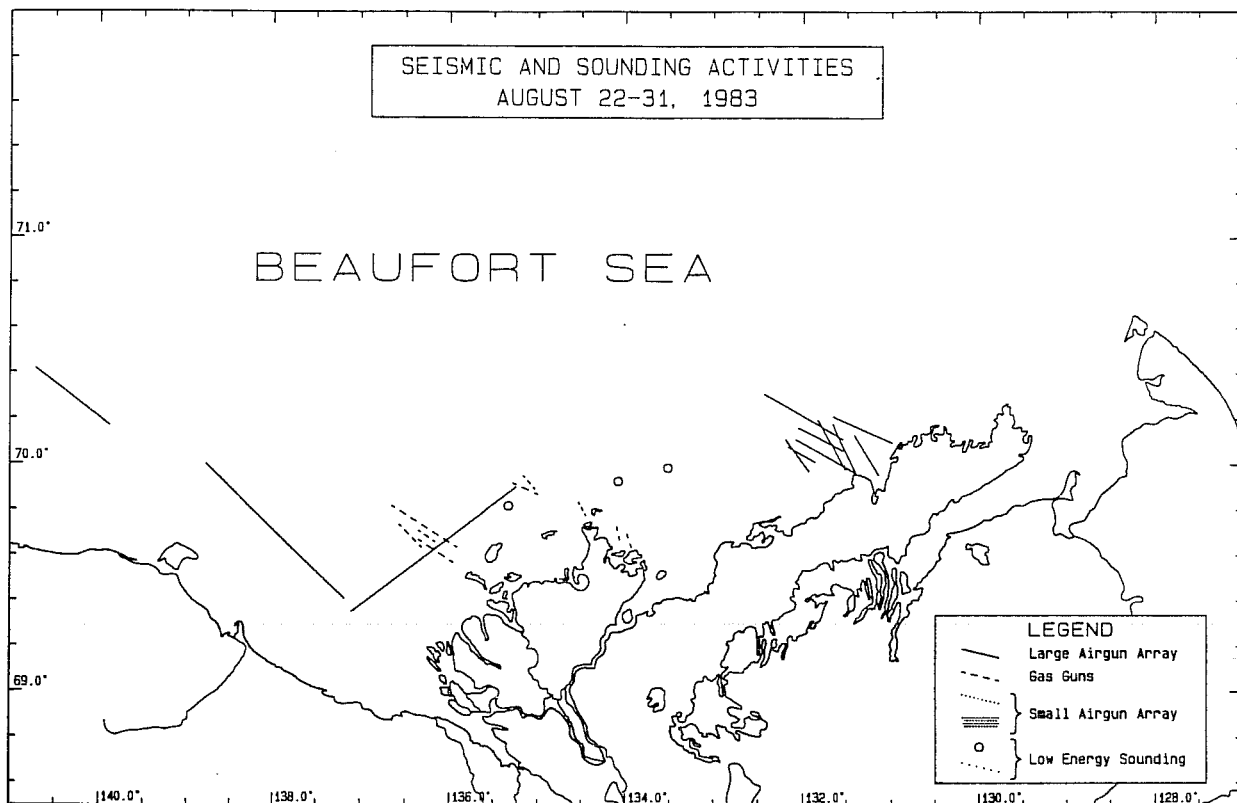 SEISMIC AND SOUNDING ACTIVITIES
AUGUST 22-31, 1983
71.0°
BEAUFORT SEA
70.0°
69.0°
LEGEND
Large Airgun Array
Gas Guns
Small Airgun Array
Low Energy Sounding
140.0° 138.0° 136.0° 134.0° 132.0° 130.0° 128.0°